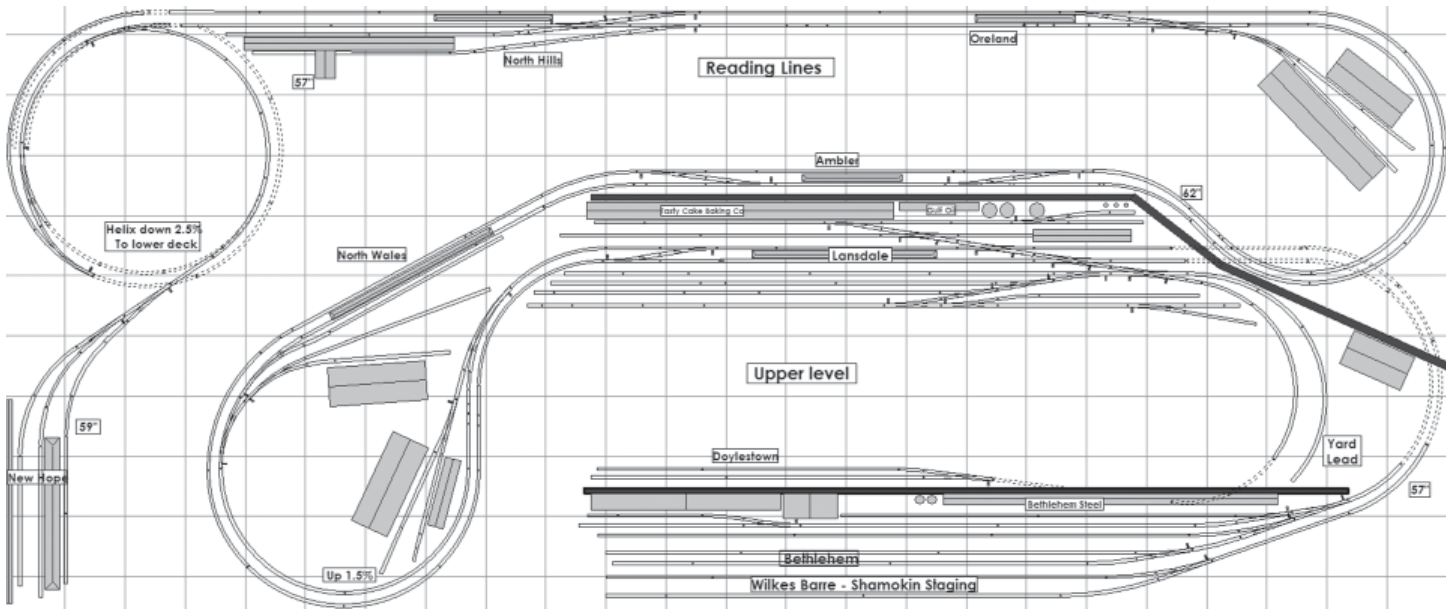 North Hills
Oreland
57"
Reading Lines
Ambler
62"
Helix down 2.5%
To lower deck
Tasty Cake Baking Co
Gulf Oil
North Wales
Lansdale
Upper level
59"
New Hope
Doylestown
Yard
Lead
57"
Bethlehem Steel
Bethlehem
Up 1.5%
Wilkes Barre - Shamokin Staging